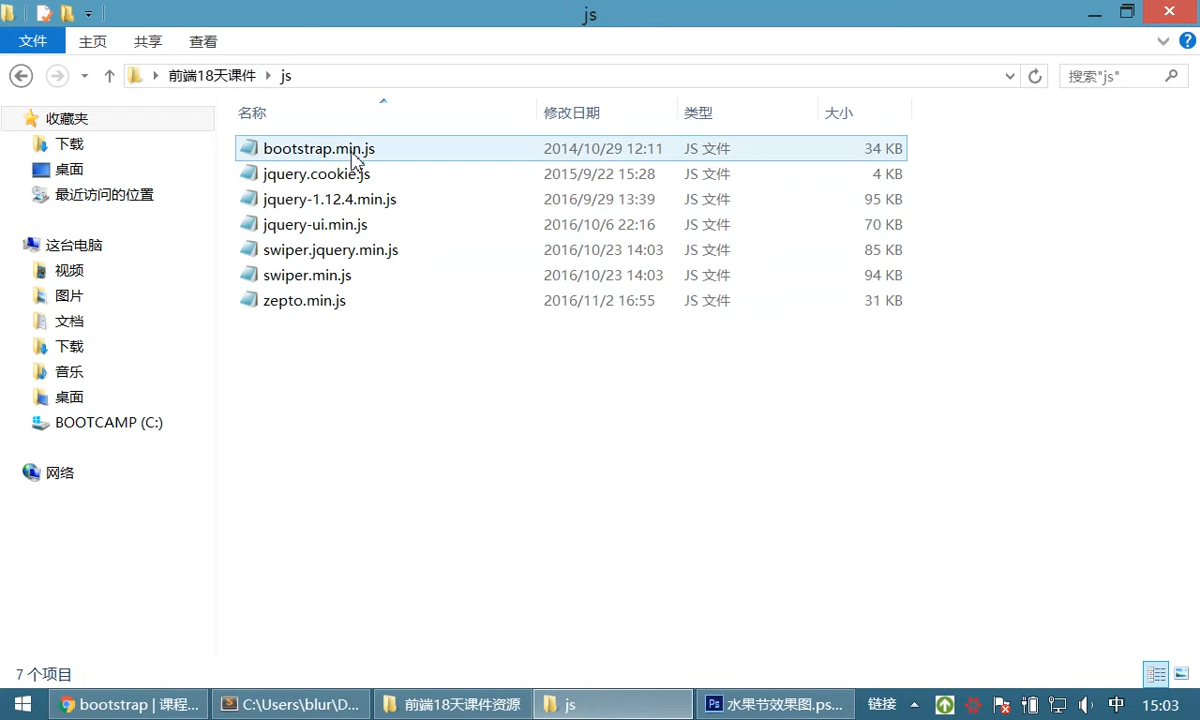 js
文件 主页 共享 查看
前端18天课件 js 搜索"js"
名称 修改日期 类型 大小
收藏夹
下载
桌面
最近访问的位置
这台电脑
视频
图片
文档
下载
音乐
桌面
BOOTCAMP (C:)
网络
bootstrap.min.js 2014/10/29 12:11 JS 文件 34 KB
jquery.cookie.js 2015/9/22 15:28 JS 文件 4 KB
jquery-1.12.4.min.js 2016/9/29 13:39 JS 文件 95 KB
jquery-ui.min.js 2016/10/6 22:16 JS 文件 70 KB
swiper.jquery.min.js 2016/10/23 14:03 JS 文件 85 KB
swiper.min.js 2016/10/23 14:03 JS 文件 94 KB
zepto.min.js 2016/11/2 16:55 JS 文件 31 KB
7 个项目
bootstrap | 课程... C:\Users\blur\D... 前端18天课件资源 js Ps 水果节效果图.ps... 链接 中 15:03